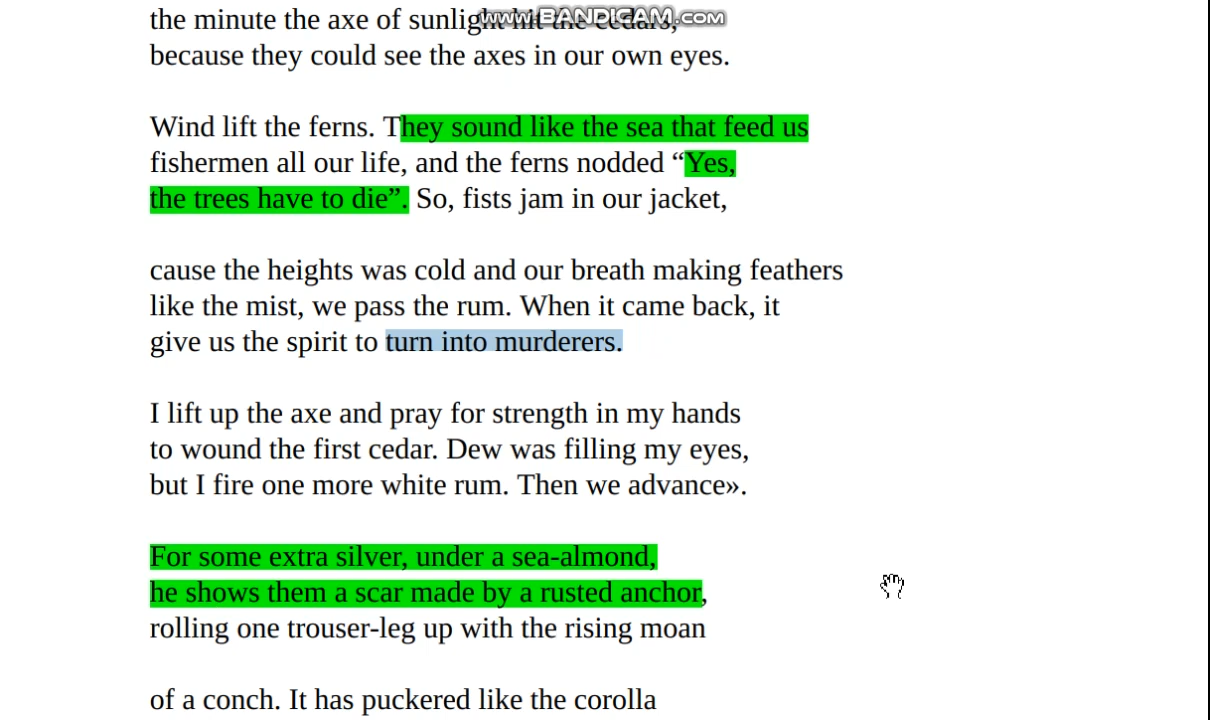 the minute the axe of sunlight hit the cedars,
www.BANDICAM.com
because they could see the axes in our own eyes.
Wind lift the ferns. They sound like the sea that feed us
fishermen all our life, and the ferns nodded “Yes,
the trees have to die”. So, fists jam in our jacket,
cause the heights was cold and our breath making feathers
like the mist, we pass the rum. When it came back, it
give us the spirit to turn into murderers.
I lift up the axe and pray for strength in my hands
to wound the first cedar. Dew was filling my eyes,
but I fire one more white rum. Then we advance».
For some extra silver, under a sea-almond,
he shows them a scar made by a rusted anchor,
rolling one trouser-leg up with the rising moan
of a conch. It has puckered like the corolla